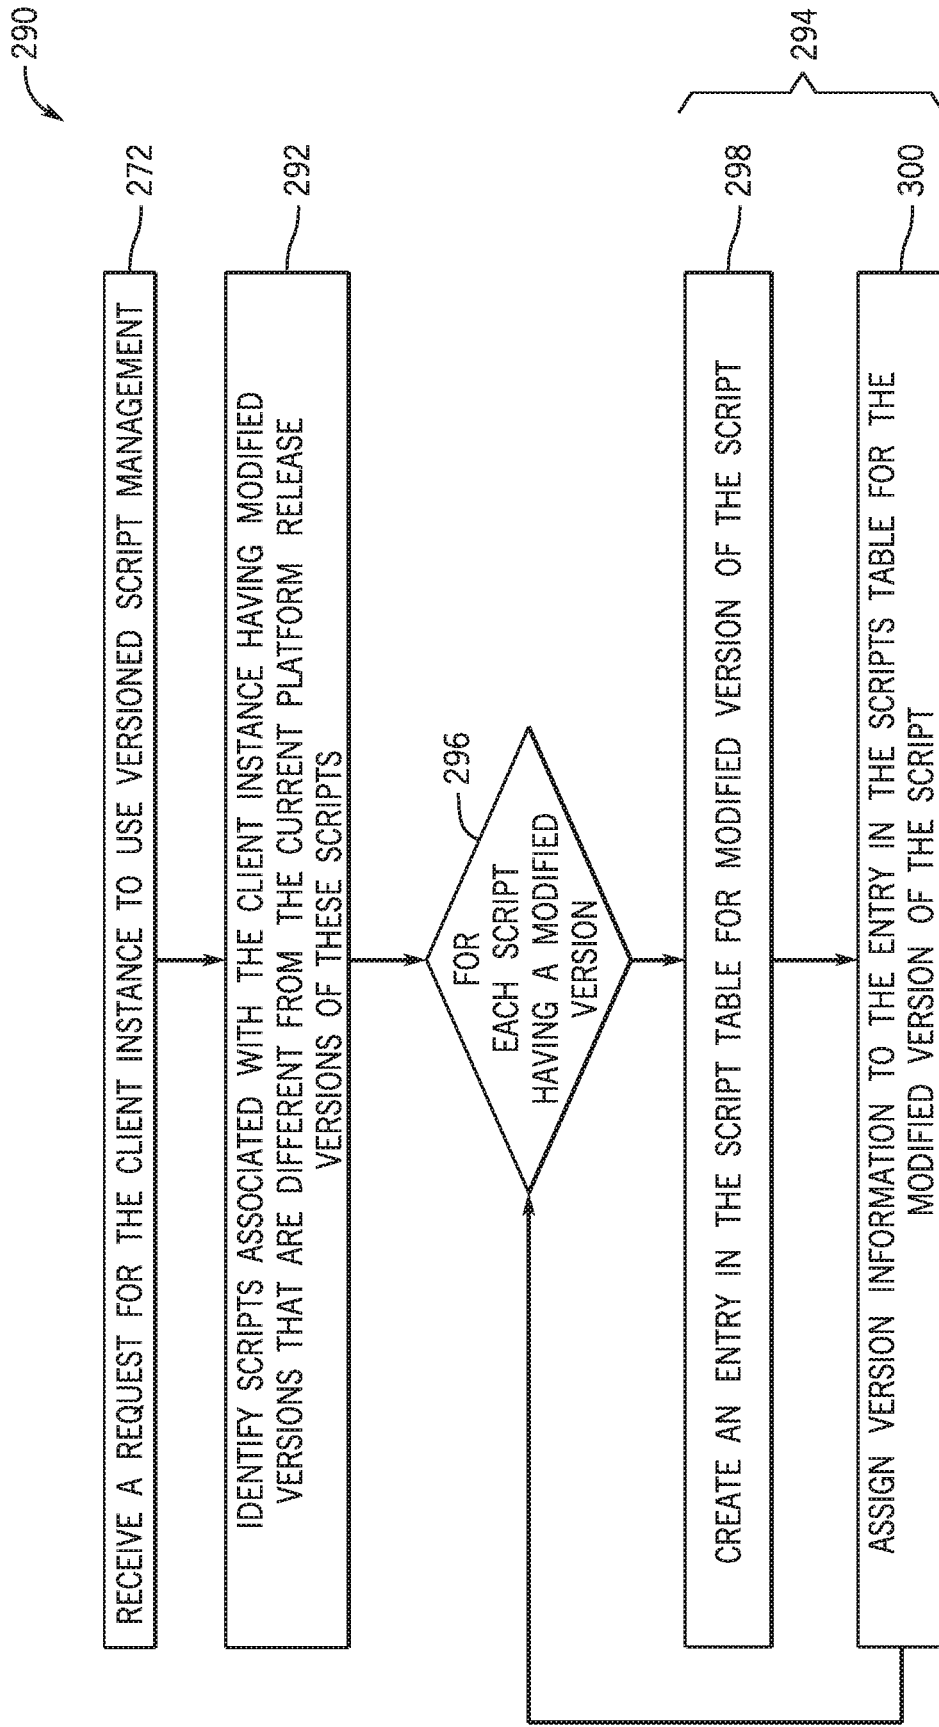 290
RECEIVE A REQUEST FOR THE CLIENT INSTANCE TO USE VERSIONED SCRIPT MANAGEMENT
272
IDENTIFY SCRIPTS ASSOCIATED WITH THE CLIENT INSTANCE HAVING MODIFIED
VERSIONS THAT ARE DIFFERENT FROM THE CURRENT PLATFORM RELEASE
VERSIONS OF THESE SCRIPTS
292
FOR
EACH SCRIPT
HAVING A MODIFIED
VERSION
296
CREATE AN ENTRY IN THE SCRIPT TABLE FOR MODIFIED VERSION OF THE SCRIPT
298
294
ASSIGN VERSION INFORMATION TO THE ENTRY IN THE SCRIPTS TABLE FOR THE
MODIFIED VERSION OF THE SCRIPT
300